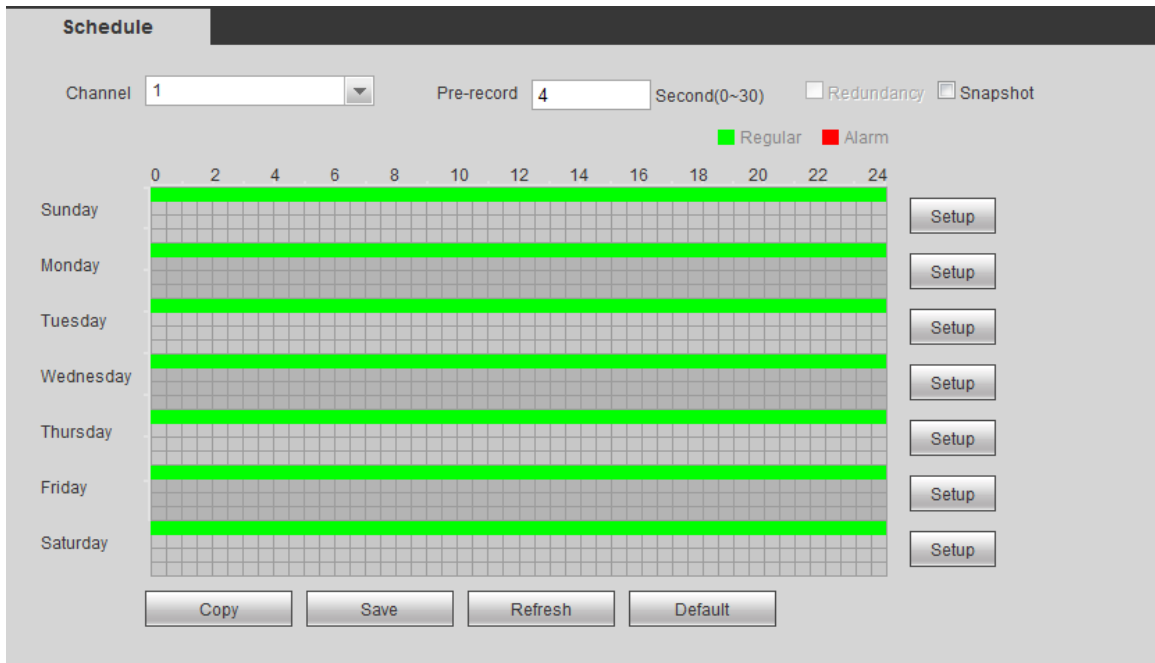 Schedule
Channel 1 Pre-record 4 Second(0~30) Redundancy Snapshot
Regular Alarm
0 2 4 6 8 10 12 14 16 18 20 22 24
Sunday Setup
Monday Setup
Tuesday Setup
Wednesday Setup
Thursday Setup
Friday Setup
Saturday Setup
Copy Save Refresh Default